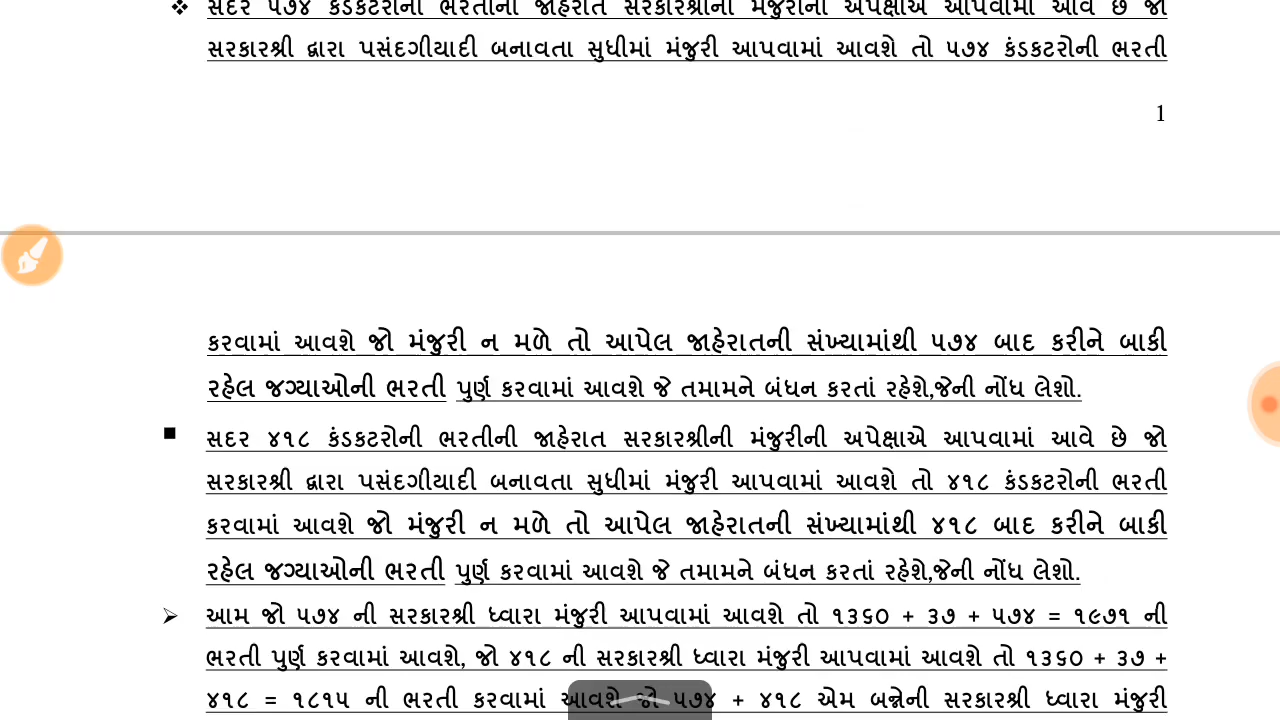 ❖ સદર ૫૭૪ કંડકટરોની ભરતીની જાહેરાત સરકારશ્રીની મંજુરીની અપેક્ષાએ આપવામાં આવે છે જો
સરકારશ્રી દ્વારા પસંદગીયાદી બનાવતા સુધીમાં મંજુરી આપવામાં આવશે તો ૫૭૪ કંડકટરોની ભરતી
1
કરવામાં આવશે જો મંજુરી ન મળે તો આપેલ જાહેરાતની સંખ્યામાંથી ૫૭૪ બાદ કરીને બાકી
રહેલ જગ્યાઓની ભરતી પુર્ણ કરવામાં આવશે જે તમામને બંધન કરતાં રહેશે,જેની નોંધ લેશો.
■ સદર ૪૧૮ કંડકટરોની ભરતીની જાહેરાત સરકારશ્રીની મંજુરીની અપેક્ષાએ આપવામાં આવે છે જો
સરકારશ્રી દ્વારા પસંદગીયાદી બનાવતા સુધીમાં મંજુરી આપવામાં આવશે તો ૪૧૮ કંડકટરોની ભરતી
કરવામાં આવશે જો મંજુરી ન મળે તો આપેલ જાહેરાતની સંખ્યામાંથી ૪૧૮ બાદ કરીને બાકી
રહેલ જગ્યાઓની ભરતી પુર્ણ કરવામાં આવશે જે તમામને બંધન કરતાં રહેશે,જેની નોંધ લેશો.
➢ આમ જો ૫૭૪ ની સરકારશ્રી ધ્વારા મંજુરી આપવામાં આવશે તો ૧૩૬૦ + ૩૭ + ૫૭૪ = ૧૯૭૧ ની
ભરતી પુર્ણ કરવામાં આવશે, જો ૪૧૮ ની સરકારશ્રી ધ્વારા મંજુરી આપવામાં આવશે તો ૧૩૬૦ + ૩૭ +
૪૧૮ = ૧૮૧૫ ની ભરતી કરવામાં આવશે જો ૫૭૪ + ૪૧૮ એમ બન્નેની સરકારશ્રી ધ્વારા મંજુરી